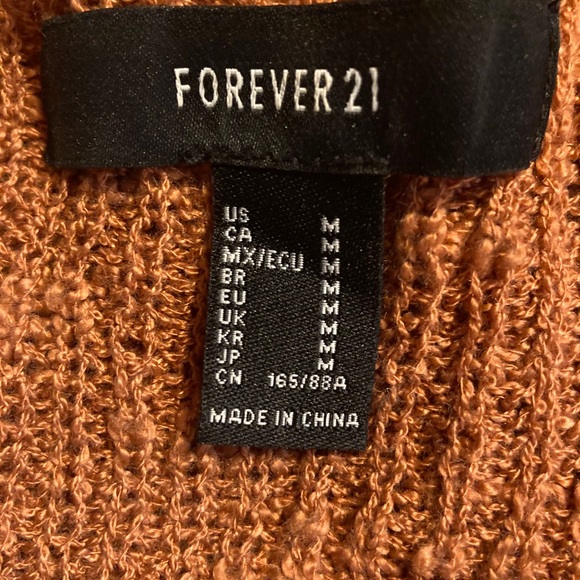 FOREVER 21
US M
CA M
MX/ECU M
BR M
EU M
UK M
KR M
JP M
CN 165/88A
MADE IN CHINA